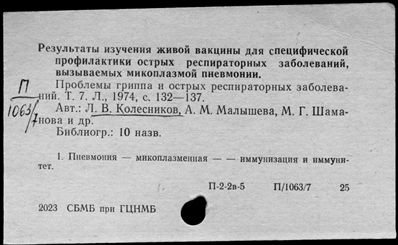 Результаты изучения живой вакцины для специфической
профилактики острых респираторных заболеваний,
вызываемых микоплазмой пневмонии.
Проблемы гриппа и острых респираторных заболева-
ний. Т. 7. Л., 1974, с. 132—137.
П
1063/7
Авт.: Л. В. Колесников, А. М. Малышева, М. Г. Шама-
нова и др.
Библиогр.: 10 назв.
1. Пневмония — микоплазменная — — иммунизация и иммуни-
тет.
П-2-2в-5 П/1063/7 25
2023 СБМБ при ГЦНМБ